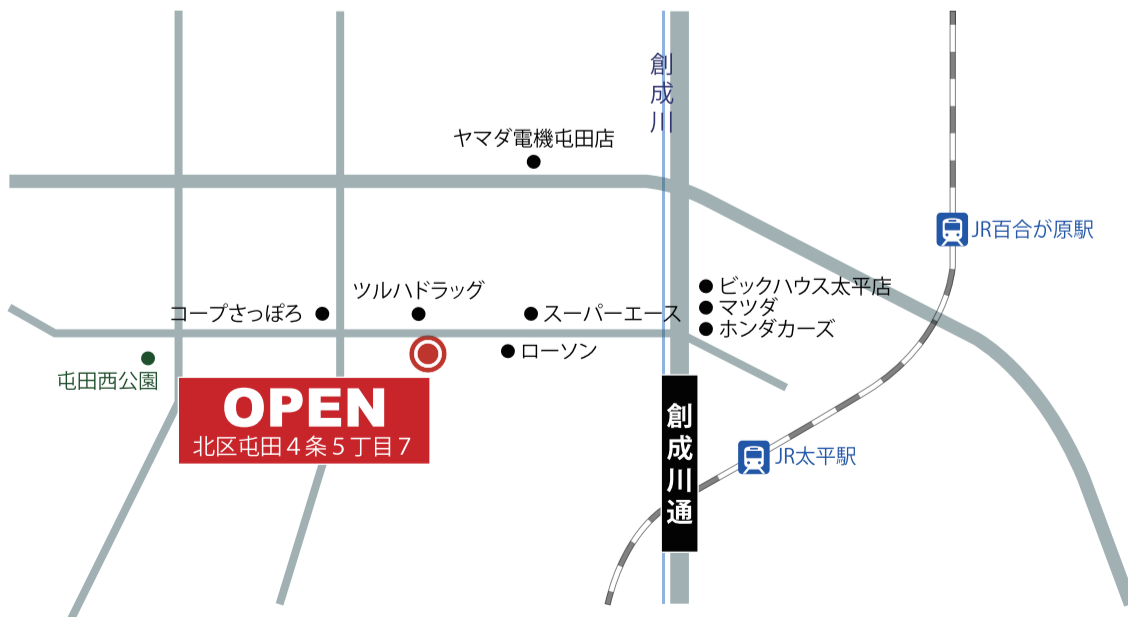 創成川
ヤマダ電機屯田店
JR百合が原駅
ツルハドラッグ
コープさっぽろ
スーパーエース
ビックハウス太平店
マツダ
ホンダカーズ
ローソン
屯田西公園
OPEN
北区屯田4条5丁目7
創成川通
JR太平駅